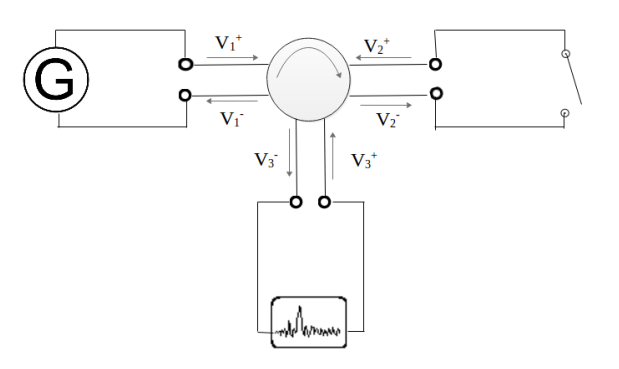 V1+ V2+
G
V1- V2-
V3- V3+